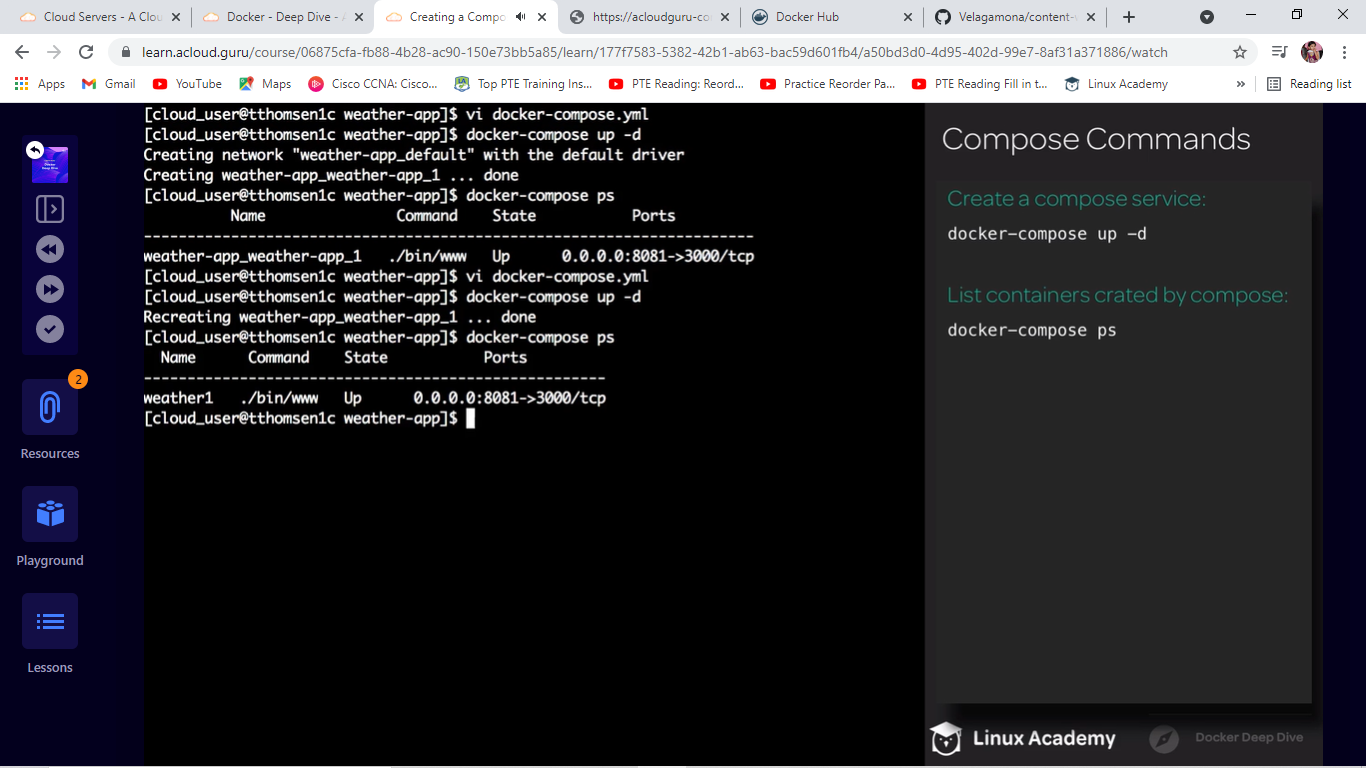 Cloud Servers - A Clou
Docker - Deep Dive - A
Creating a Compo
https://acloudguru-co
Docker Hub
Velagamona/content-
learn.acloud.guru/course/06875cfa-fb88-4b28-ac90-150e73bb5a85/learn/177f7583-5382-42b1-ab63-bac59d601fb4/a50bd3d0-4d95-402d-99e7-8af31a371886/watch
Apps
Gmail
YouTube
Maps
Cisco CCNA: Cisco...
Top PTE Training Ins...
PTE Reading: Reord...
Practice Reorder Pa...
PTE Reading Fill in t...
Linux Academy
»
Reading list
[cloud_user@tthomsen1c weather-app]$ vi docker-compose.yml
[cloud_user@tthomsen1c weather-app]$ docker-compose up -d
Creating network "weather-app_default" with the default driver
Creating weather-app_weather-app_1 ... done
[cloud_user@tthomsen1c weather-app]$ docker-compose ps
Name Command State Ports
----------------------------------------------------------------------
weather-app_weather-app_1 ./bin/www Up 0.0.0.0:8081->3000/tcp
[cloud_user@tthomsen1c weather-app]$ vi docker-compose.yml
[cloud_user@tthomsen1c weather-app]$ docker-compose up -d
Recreating weather-app_weather-app_1 ... done
[cloud_user@tthomsen1c weather-app]$ docker-compose ps
Name Command State Ports
-----------------------------------------------------
weather1 ./bin/www Up 0.0.0.0:8081->3000/tcp
[cloud_user@tthomsen1c weather-app]$
Compose Commands
Create a compose service:
docker-compose up -d
List containers crated by compose:
docker-compose ps
Linux Academy
Docker Deep Dive
Docker
Deep Dive
2
Resources
Playground
Lessons